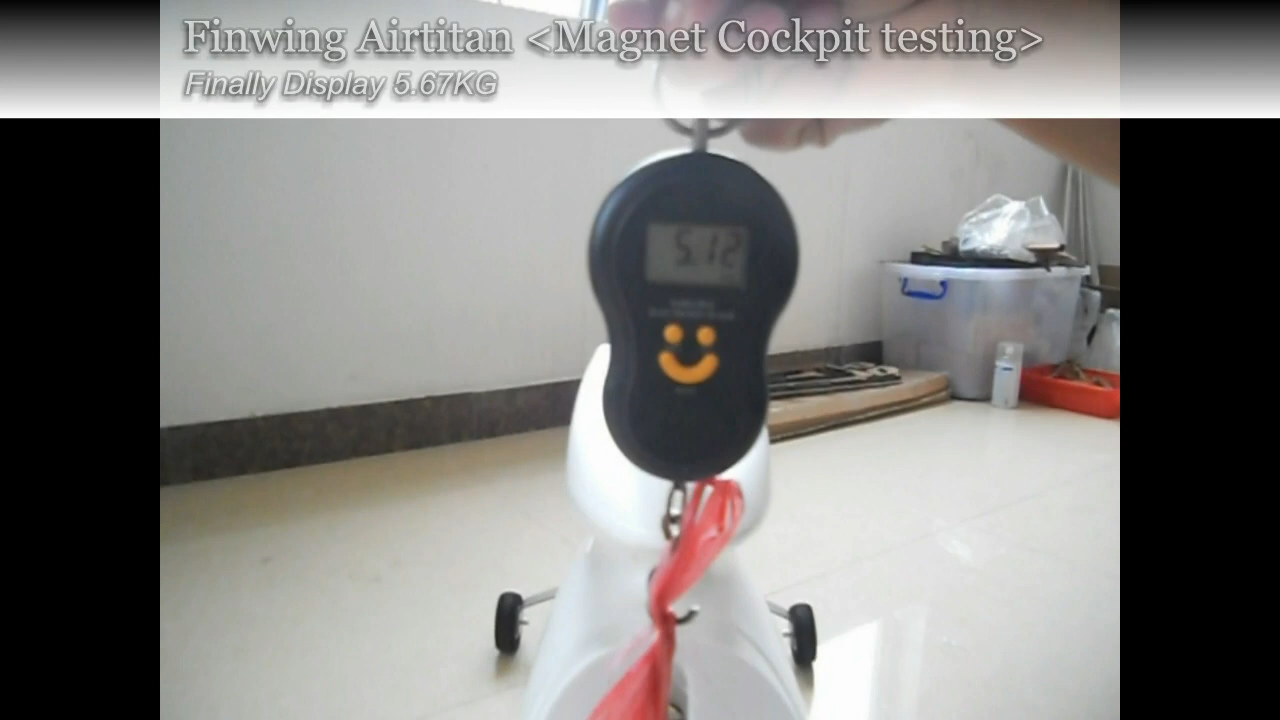 Finwing Airtitan <Magnet Cockpit testing>
Finally Display 5.67KG
5.12